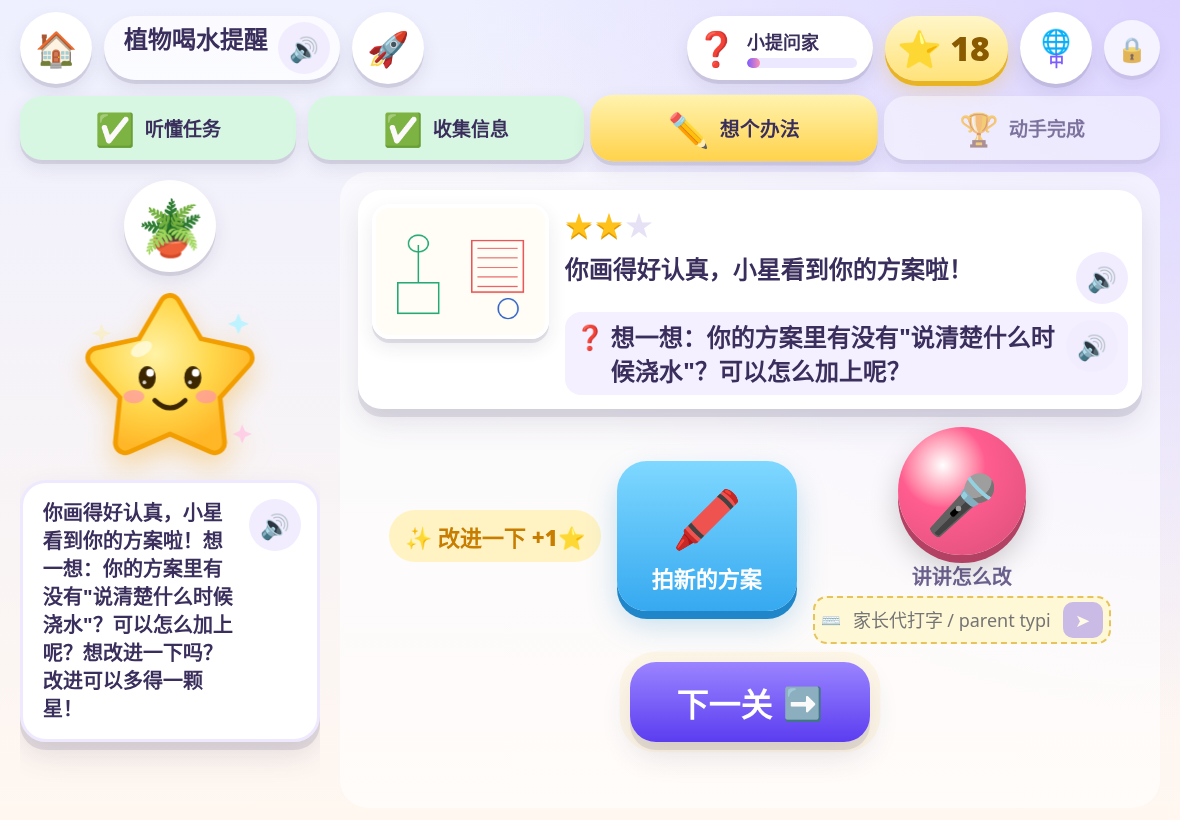 植物喝水提醒
小提问家
18
中
听懂任务
收集信息
想个办法
动手完成
你画得好认真，小星看到你的方案啦！
想一想：你的方案里有没有"说清楚什么时
候浇水"？可以怎么加上呢？
你画得好认真，小星
看到你的方案啦！想
一想：你的方案里有
没有"说清楚什么时候
浇水"？可以怎么加上
呢？想改进一下吗？
改进可以多得一颗
星！
改进一下 +1
拍新的方案
讲讲怎么改
家长代打字 / parent typi
下一关